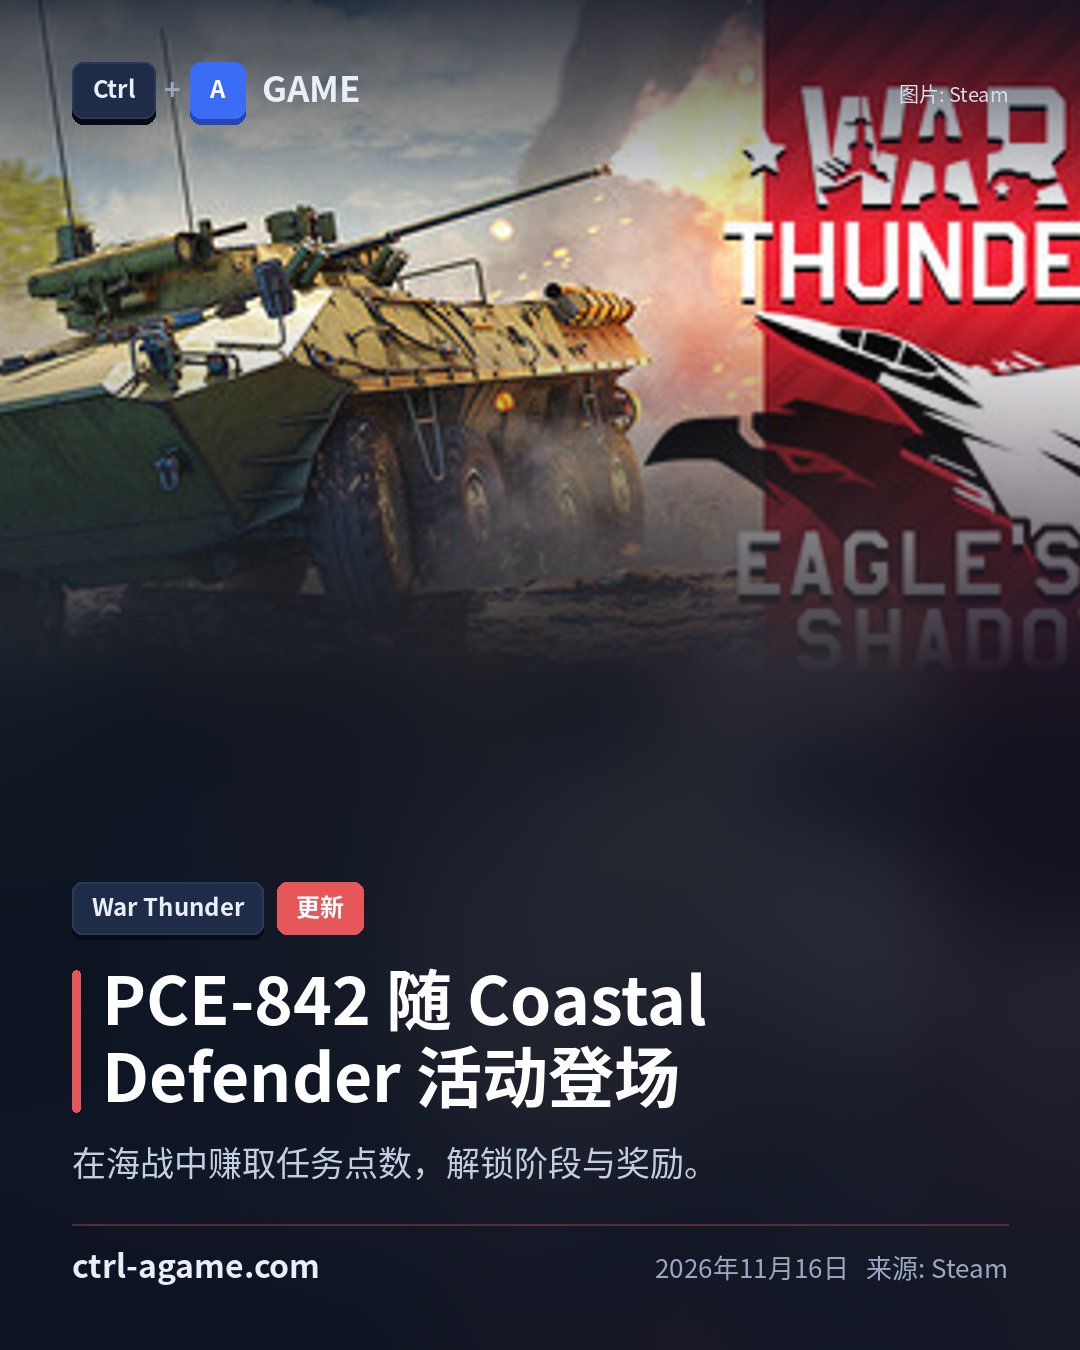 Ctrl + A GAME
图片: Steam
WAR
THUNDE
EAGLE'S
SHADO
War Thunder 更新
PCE-842 随 Coastal
Defender 活动登场
在海战中赚取任务点数，解锁阶段与奖励。
ctrl-agame.com
2026年11月16日 来源: Steam